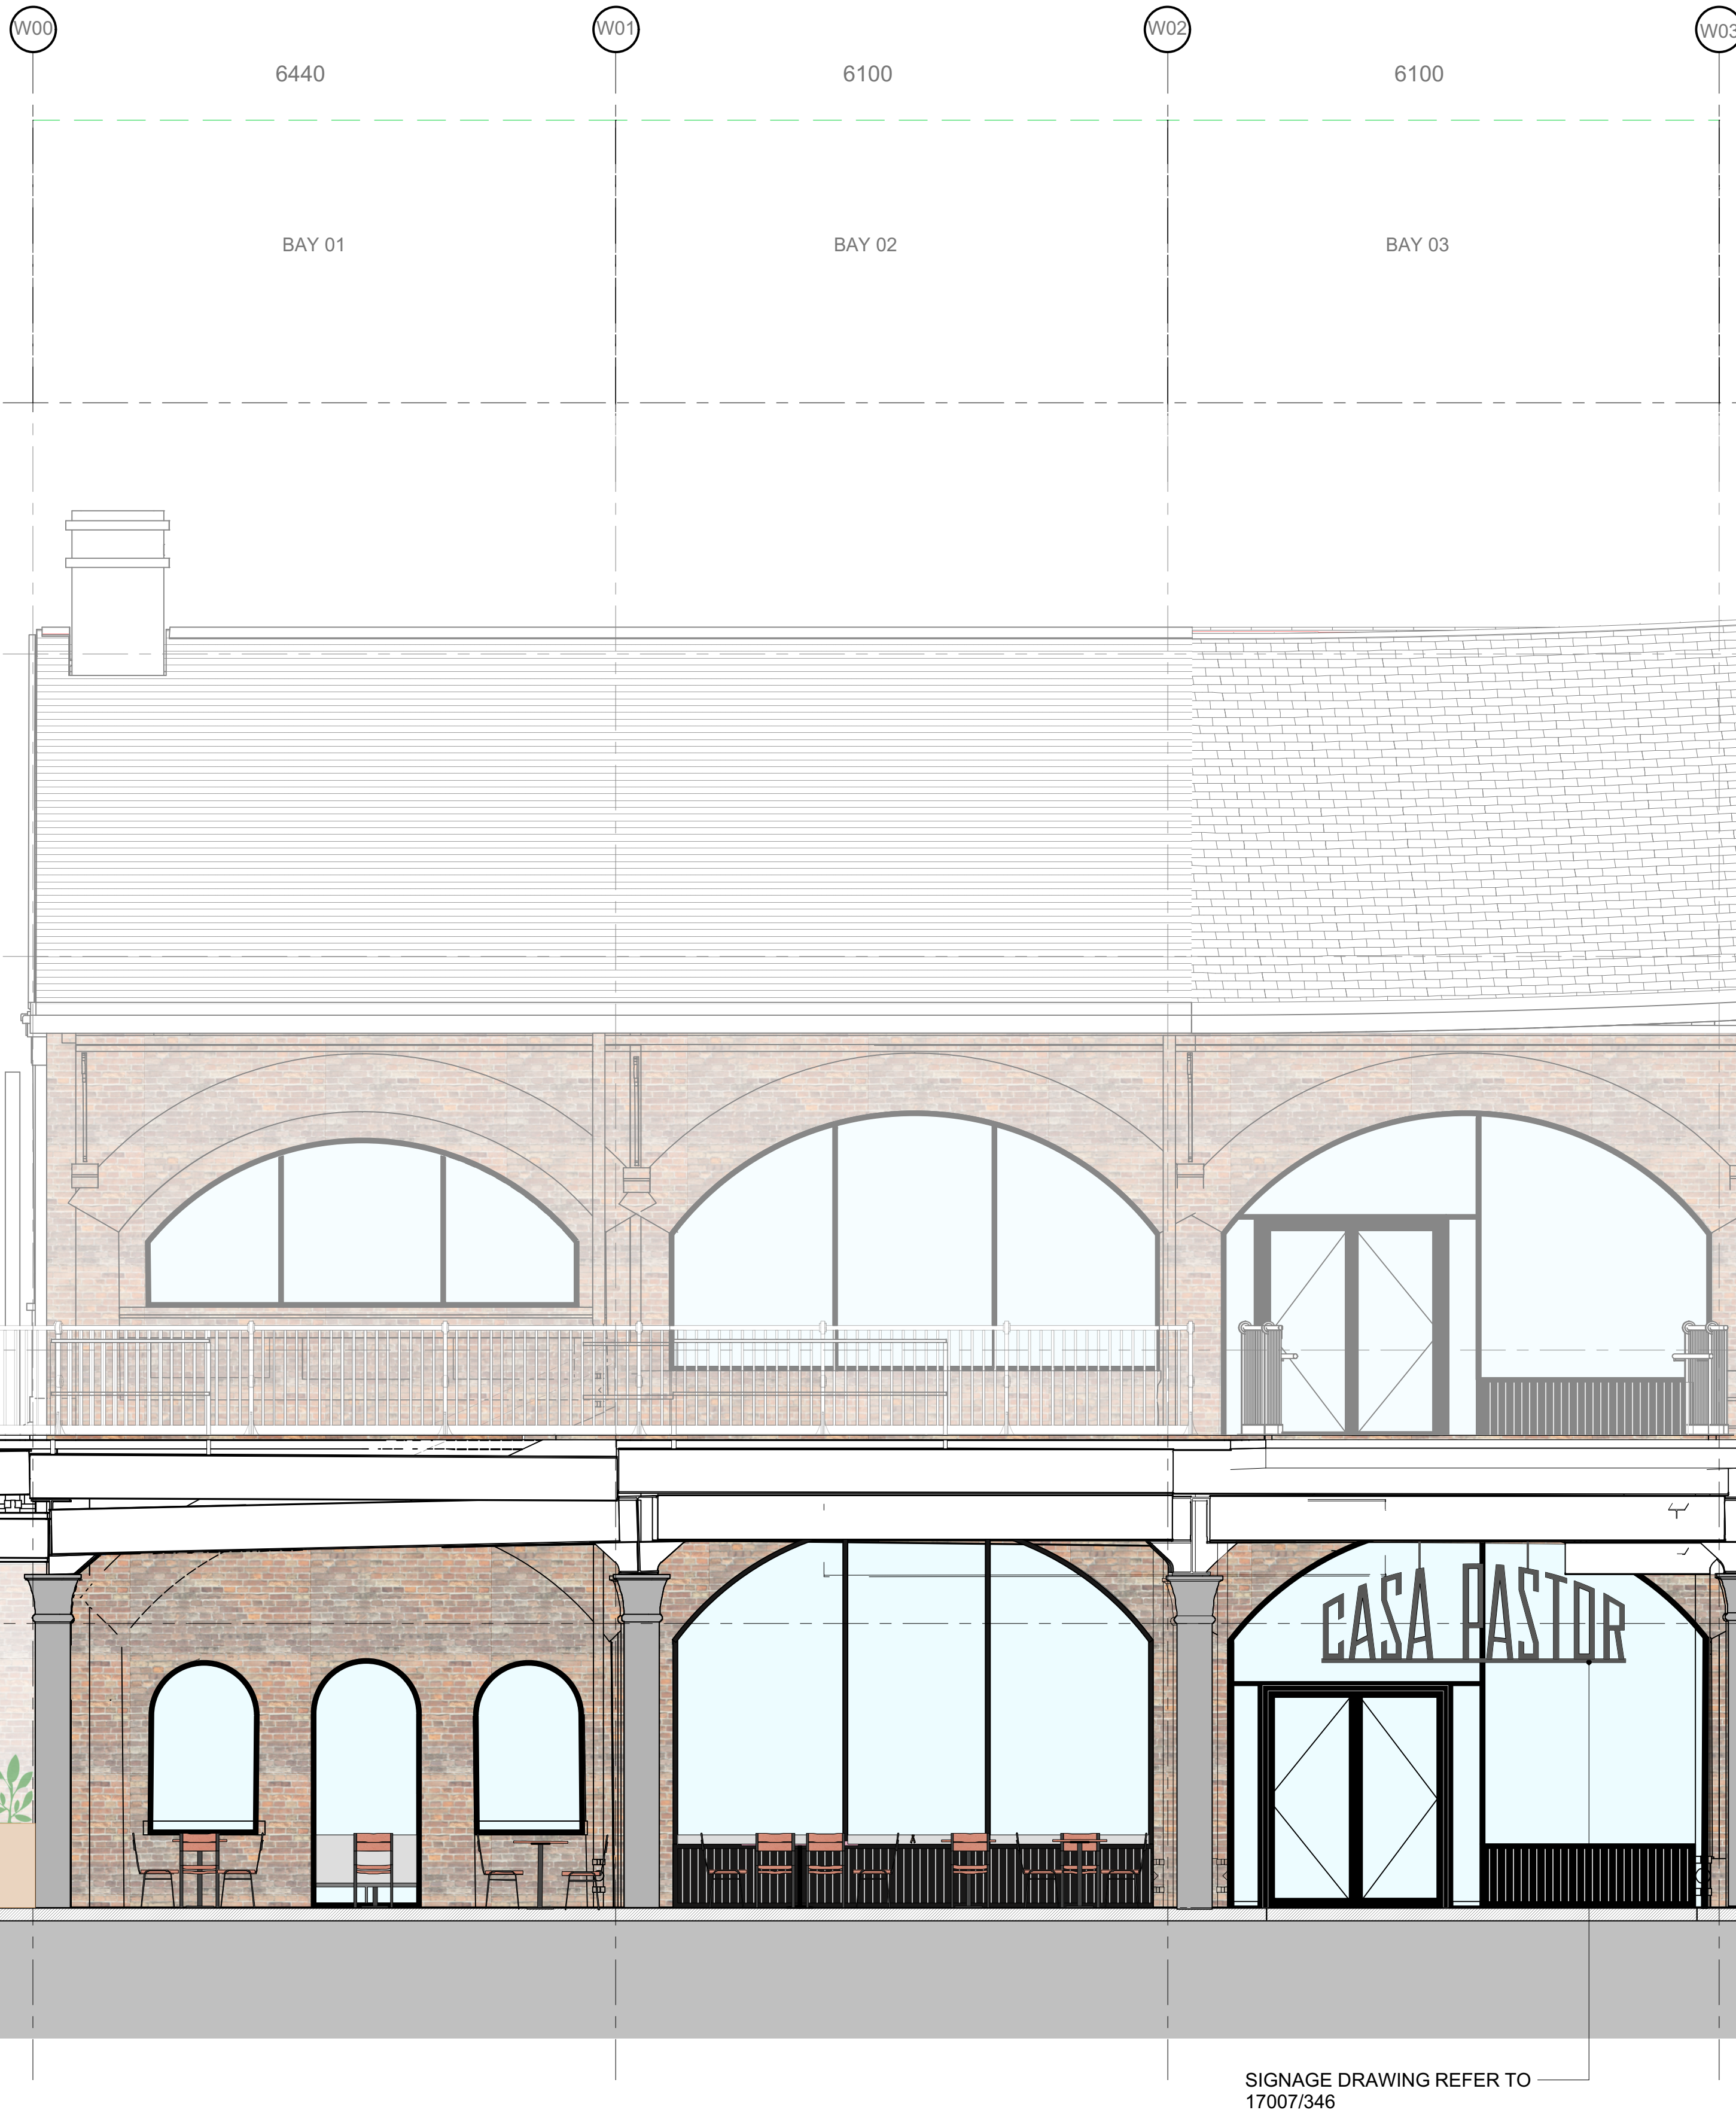 W00
W01
W02
W03
6440
6100
6100
BAY 01
BAY 02
BAY 03
CASA PASTOR
SIGNAGE DRAWING REFER TO
17007/346